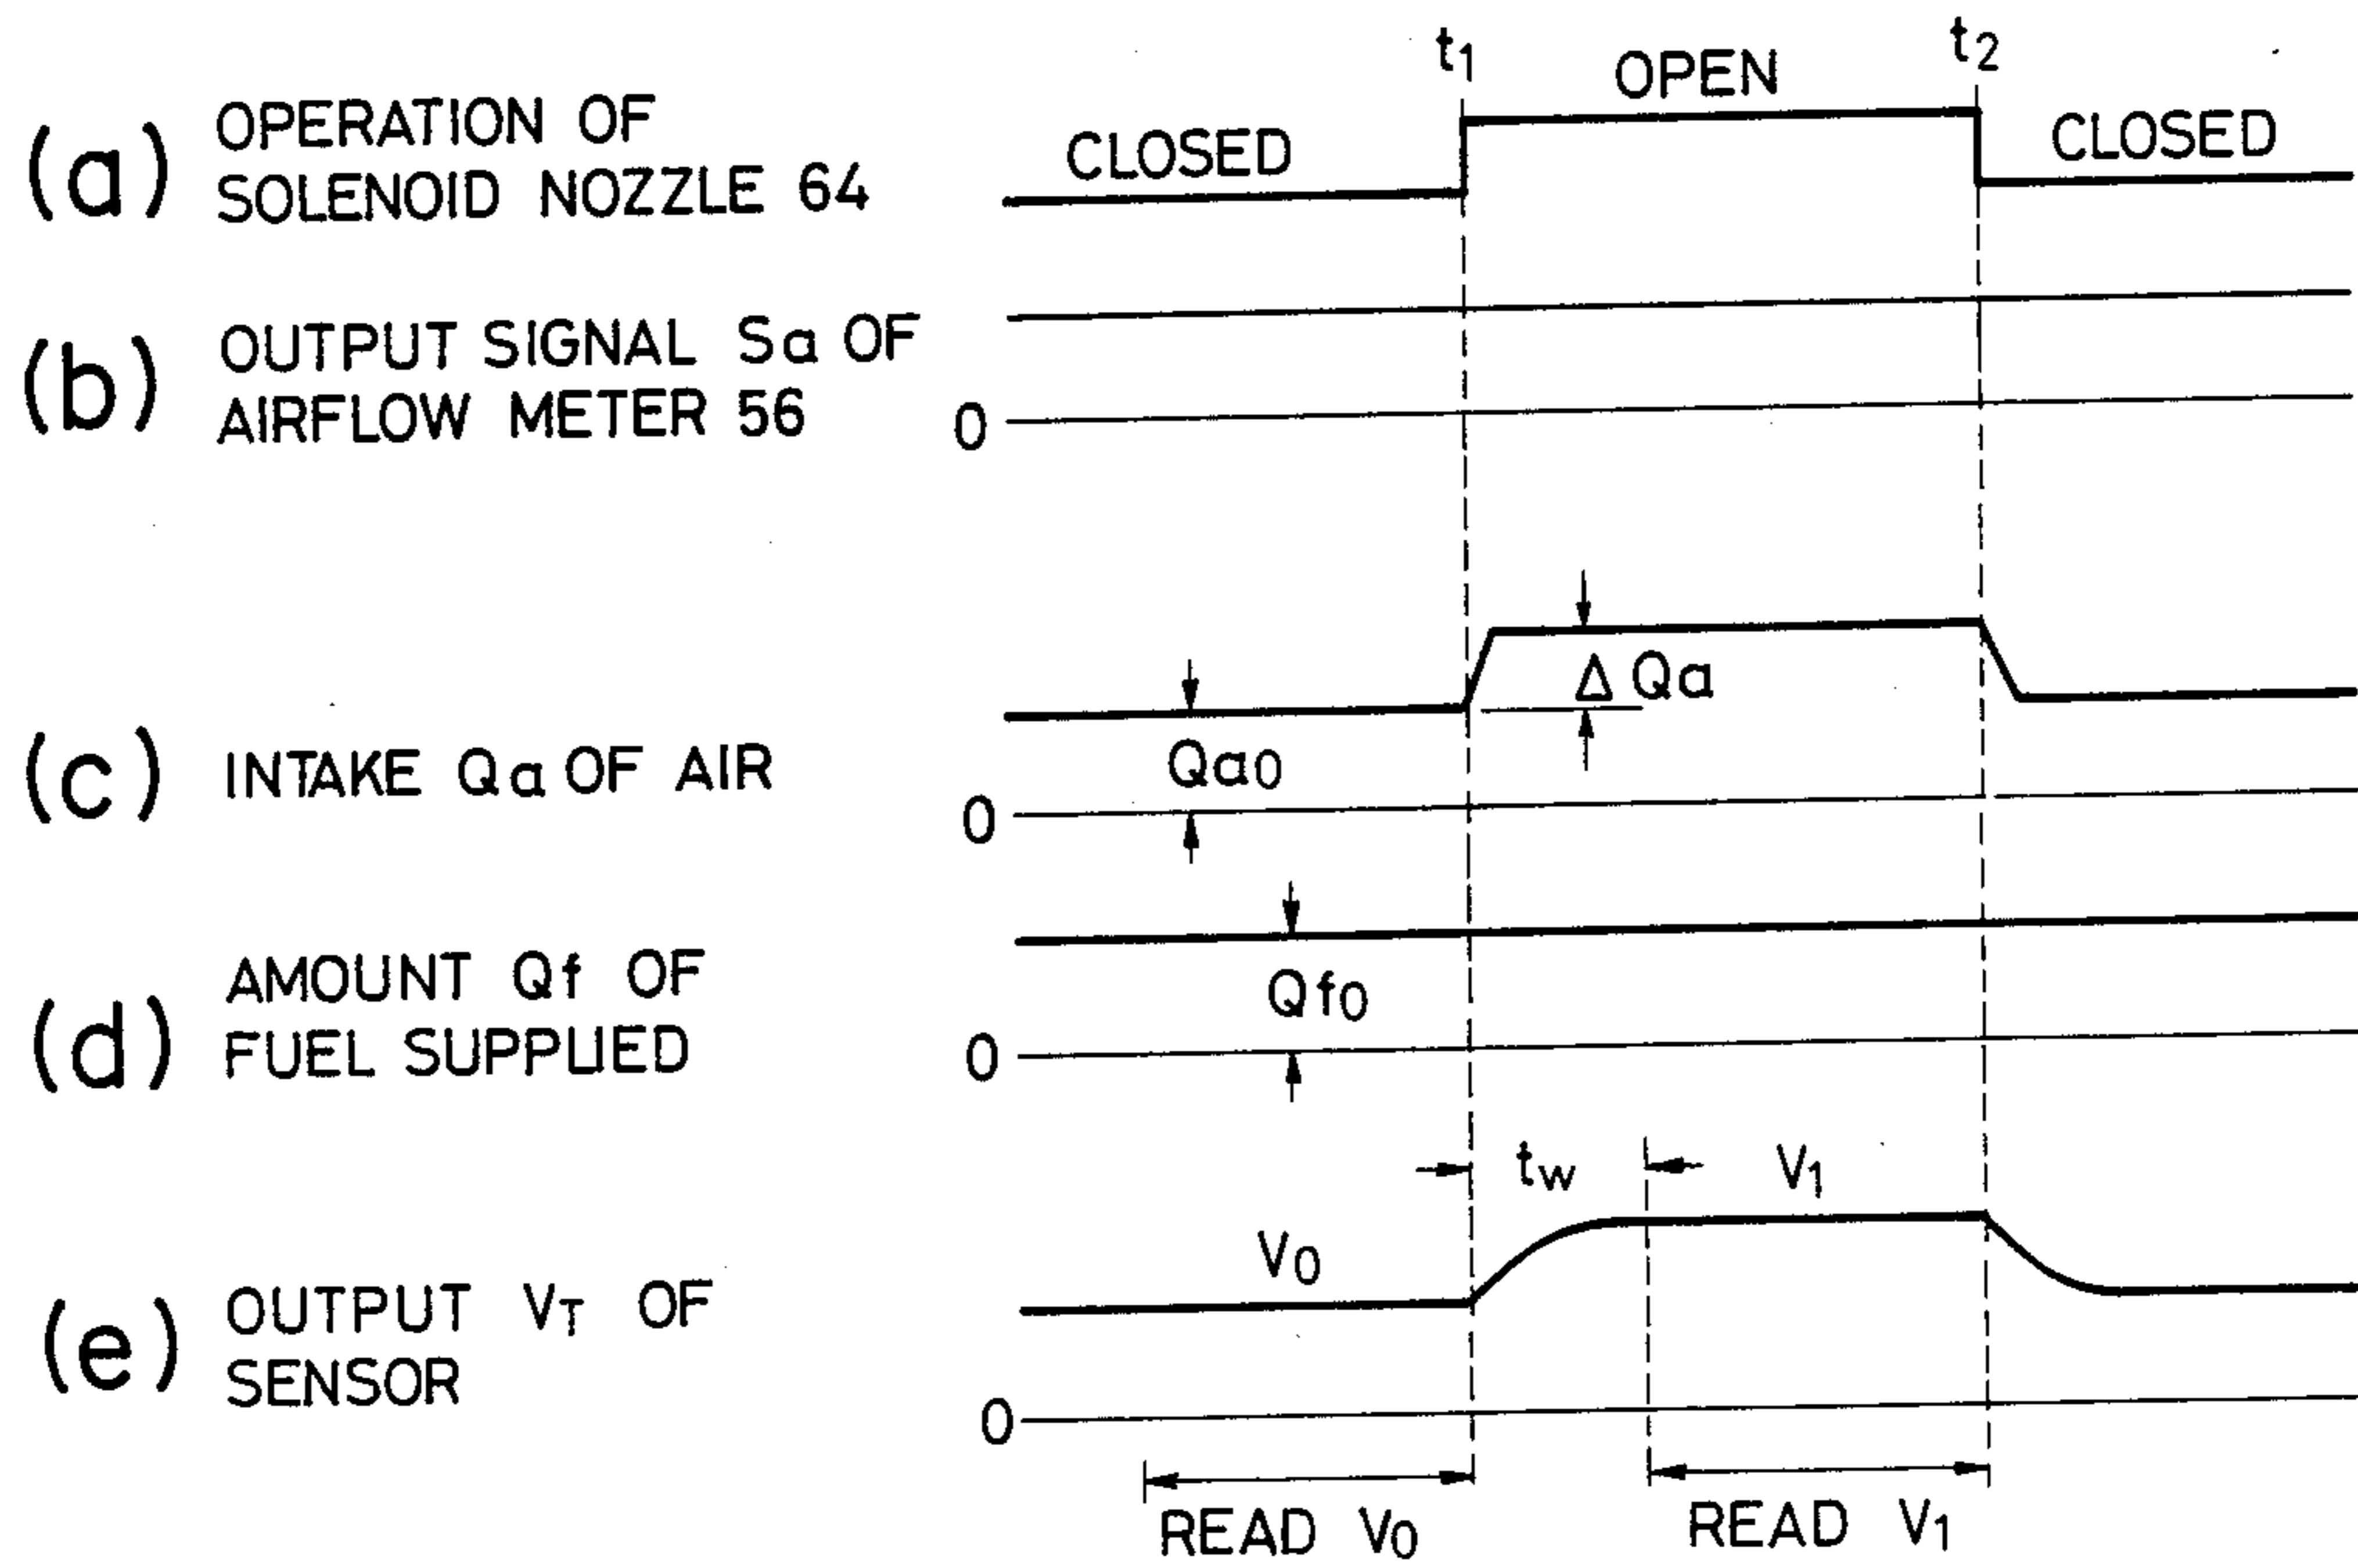 t1
OPEN
t2
(a) OPERATION OF
SOLENOID NOZZLE 64
CLOSED
CLOSED
(b) OUTPUT SIGNAL Sa OF
AIRFLOW METER 56
0
(c) INTAKE Qa OF AIR
ΔQa
Qa0
0
(d) AMOUNT Qf OF
FUEL SUPPLIED
Qf0
0
(e) OUTPUT VT OF
SENSOR
tw
V1
V0
0
READ V0
READ V1